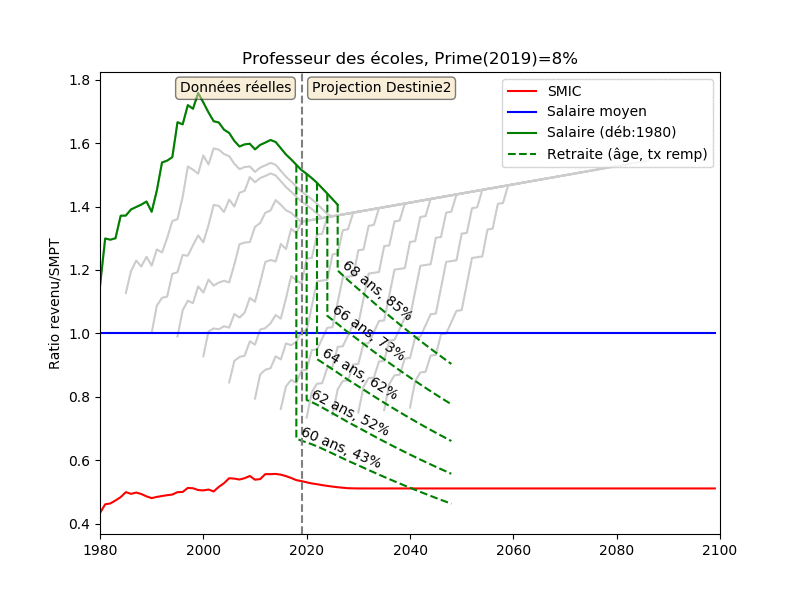 Professeur des écoles, Prime(2019)=8%
Données réelles
Projection Destinie2
SMIC
Salaire moyen
Salaire (déb:1980)
Retraite (âge, tx remp)
Ratio revenu/SMPT
1.8
1.6
1.4
1.2
1.0
0.8
0.6
0.4
68 ans, 85%
66 ans, 73%
64 ans, 62%
62 ans, 52%
60 ans, 43%
1980
2000
2020
2040
2060
2080
2100